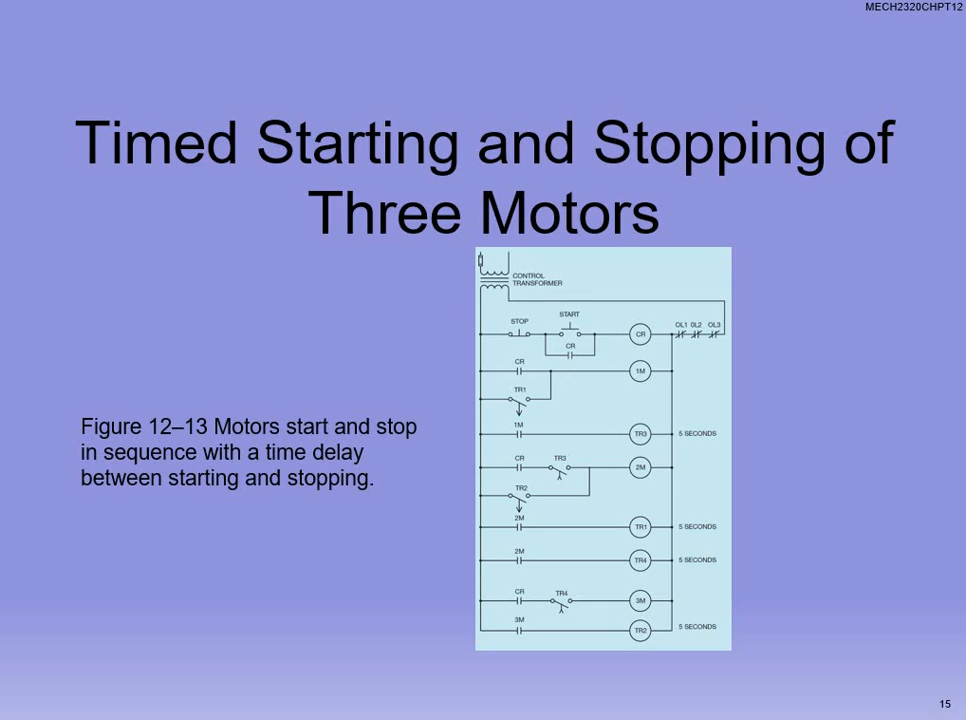 MECH2320CHPT12
Timed Starting and Stopping of
Three Motors
Figure 12–13 Motors start and stop
in sequence with a time delay
between starting and stopping.
CONTROL
TRANSFORMER
STOP
START
CR
CR
OL1 0L2 OL3
CR
1M
TR1
1M
TR3
5 SECONDS
CR
TR3
2M
TR2
2M
TR1
5 SECONDS
2M
TR4
5 SECONDS
CR
TR4
3M
3M
TR2
5 SECONDS
15